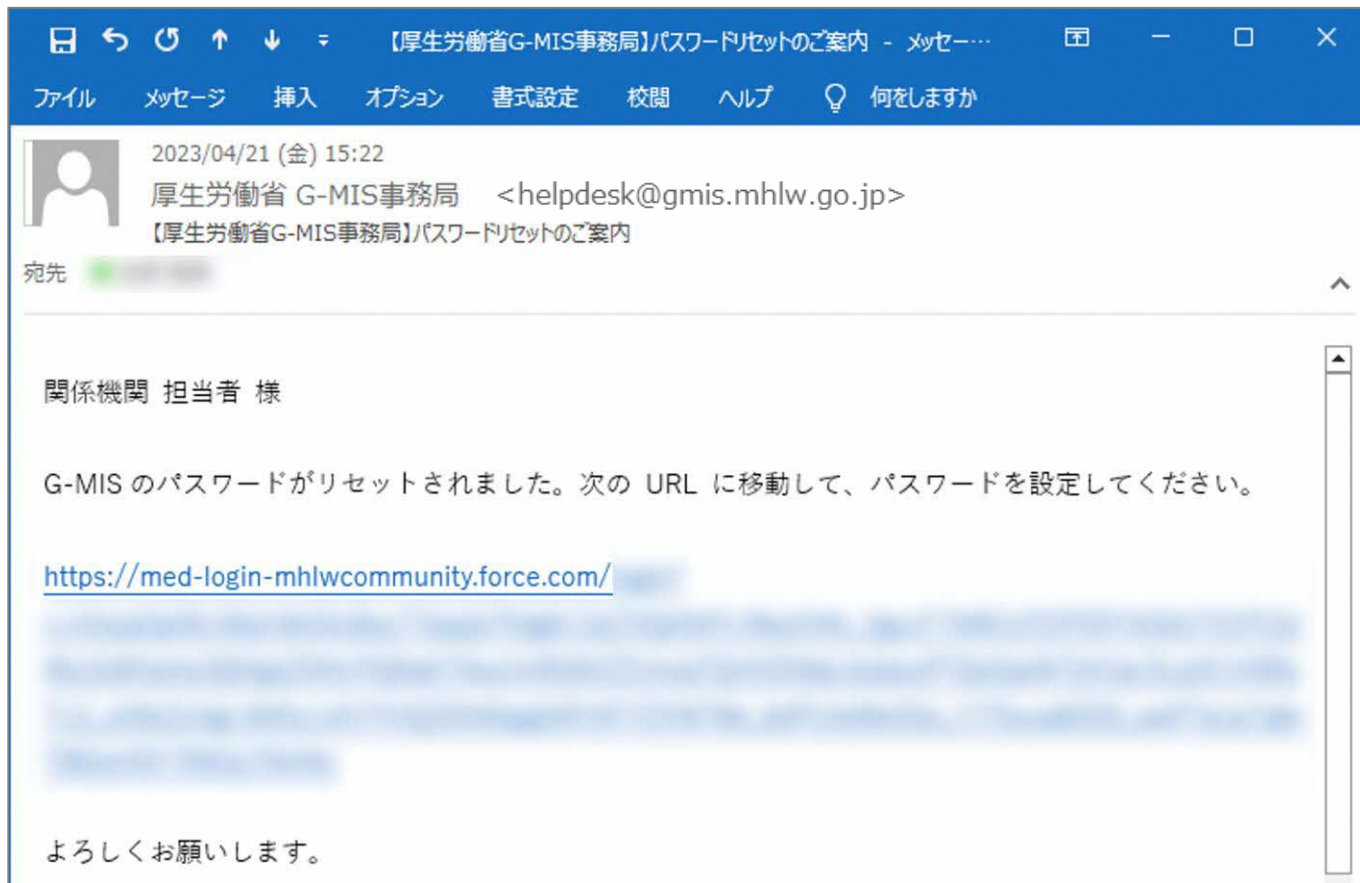 【厚生労働省G-MIS事務局】パスワードリセットのご案内 - メッセー…
ファイル メッセージ 挿入 オプション 書式設定 校閲 ヘルプ 何をしますか
2023/04/21 (金) 15:22
厚生労働省 G-MIS事務局 <helpdesk@gmis.mhlw.go.jp>
【厚生労働省G-MIS事務局】パスワードリセットのご案内
宛先
関係機関 担当者 様
G-MIS のパスワードがリセットされました。次の URL に移動して、パスワードを設定してください。
https://med-login-mhlwcommunity.force.com/
よろしくお願いします。